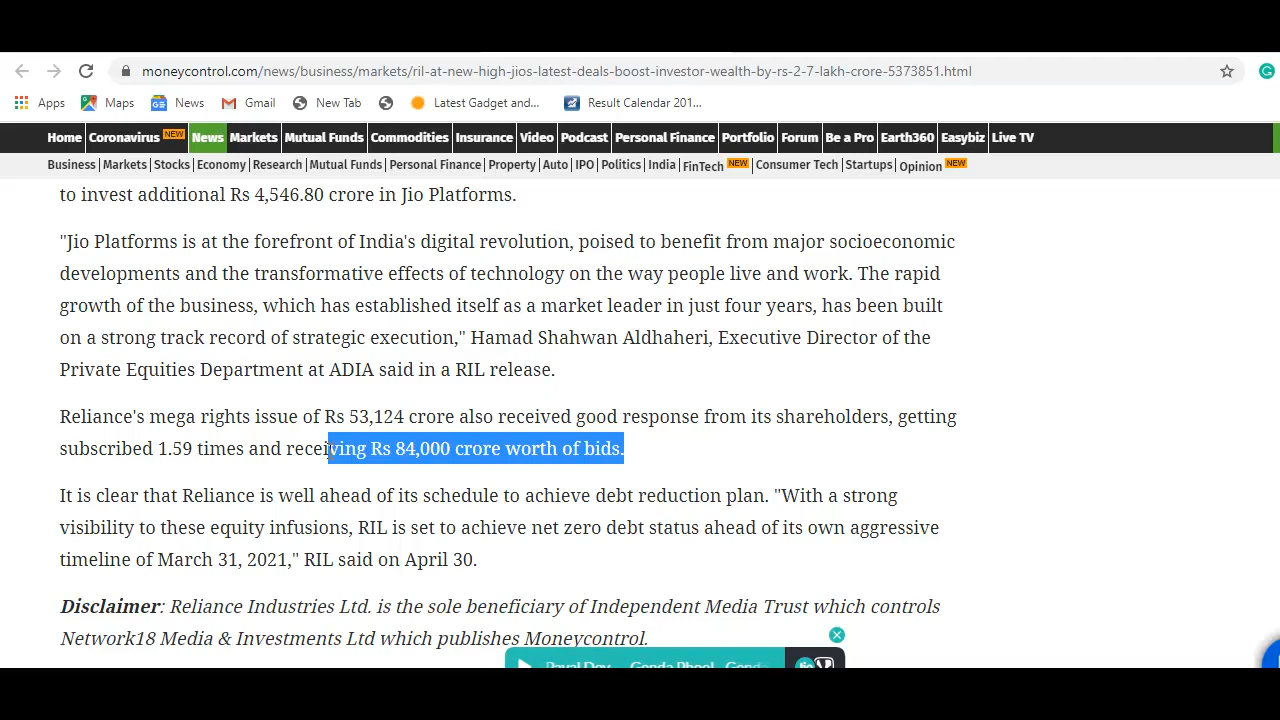 moneycontrol.com/news/business/markets/ril-at-new-high-jios-latest-deals-boost-investor-wealth-by-rs-2-7-lakh-crore-5373851.html
Apps Maps News Gmail New Tab Latest Gadget and... Result Calendar 201...
Home Coronavirus NEW News Markets Mutual Funds Commodities Insurance Video Podcast Personal Finance Portfolio Forum Be a Pro Earth360 Easybiz Live TV
Business Markets Stocks Economy Research Mutual Funds Personal Finance Property Auto IPO Politics India FinTech NEW Consumer Tech Startups Opinion NEW
to invest additional Rs 4,546.80 crore in Jio Platforms.
"Jio Platforms is at the forefront of India's digital revolution, poised to benefit from major socioeconomic
developments and the transformative effects of technology on the way people live and work. The rapid
growth of the business, which has established itself as a market leader in just four years, has been built
on a strong track record of strategic execution," Hamad Shahwan Aldhaheri, Executive Director of the
Private Equities Department at ADIA said in a RIL release.
Reliance's mega rights issue of Rs 53,124 crore also received good response from its shareholders, getting
subscribed 1.59 times and receiving Rs 84,000 crore worth of bids.
It is clear that Reliance is well ahead of its schedule to achieve debt reduction plan. "With a strong
visibility to these equity infusions, RIL is set to achieve net zero debt status ahead of its own aggressive
timeline of March 31, 2021," RIL said on April 30.
Disclaimer: Reliance Industries Ltd. is the sole beneficiary of Independent Media Trust which controls
Network18 Media & Investments Ltd which publishes Moneycontrol.